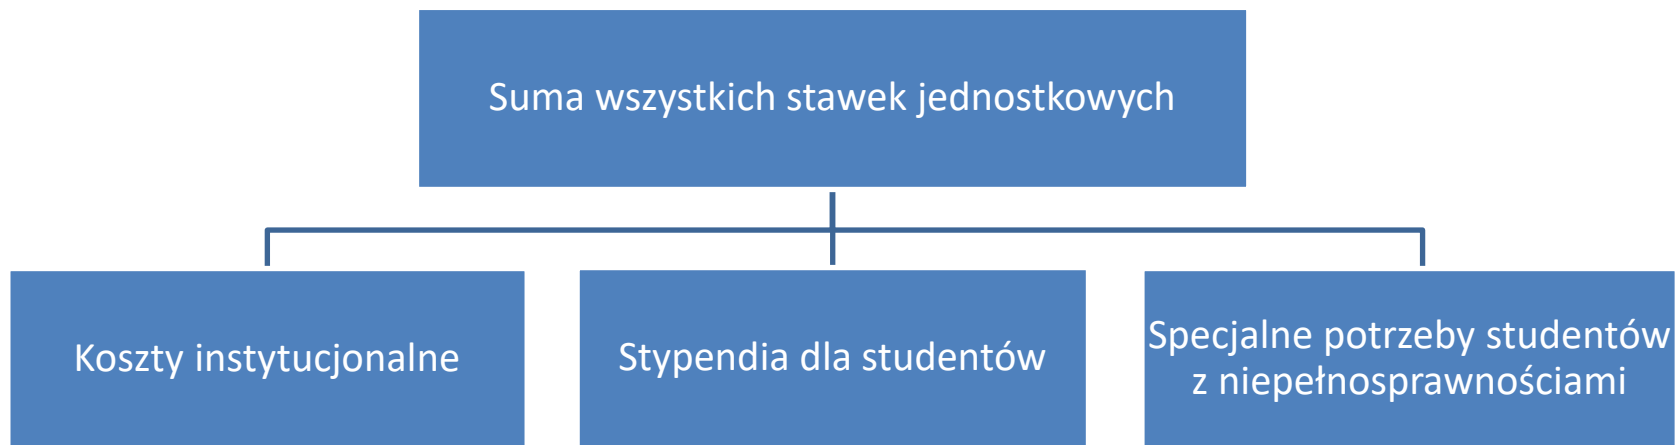 Suma wszystkich stawek jednostkowych
Koszty instytucjonalne
Stypendia dla studentów
Specjalne potrzeby studentów
z niepełnosprawnościami